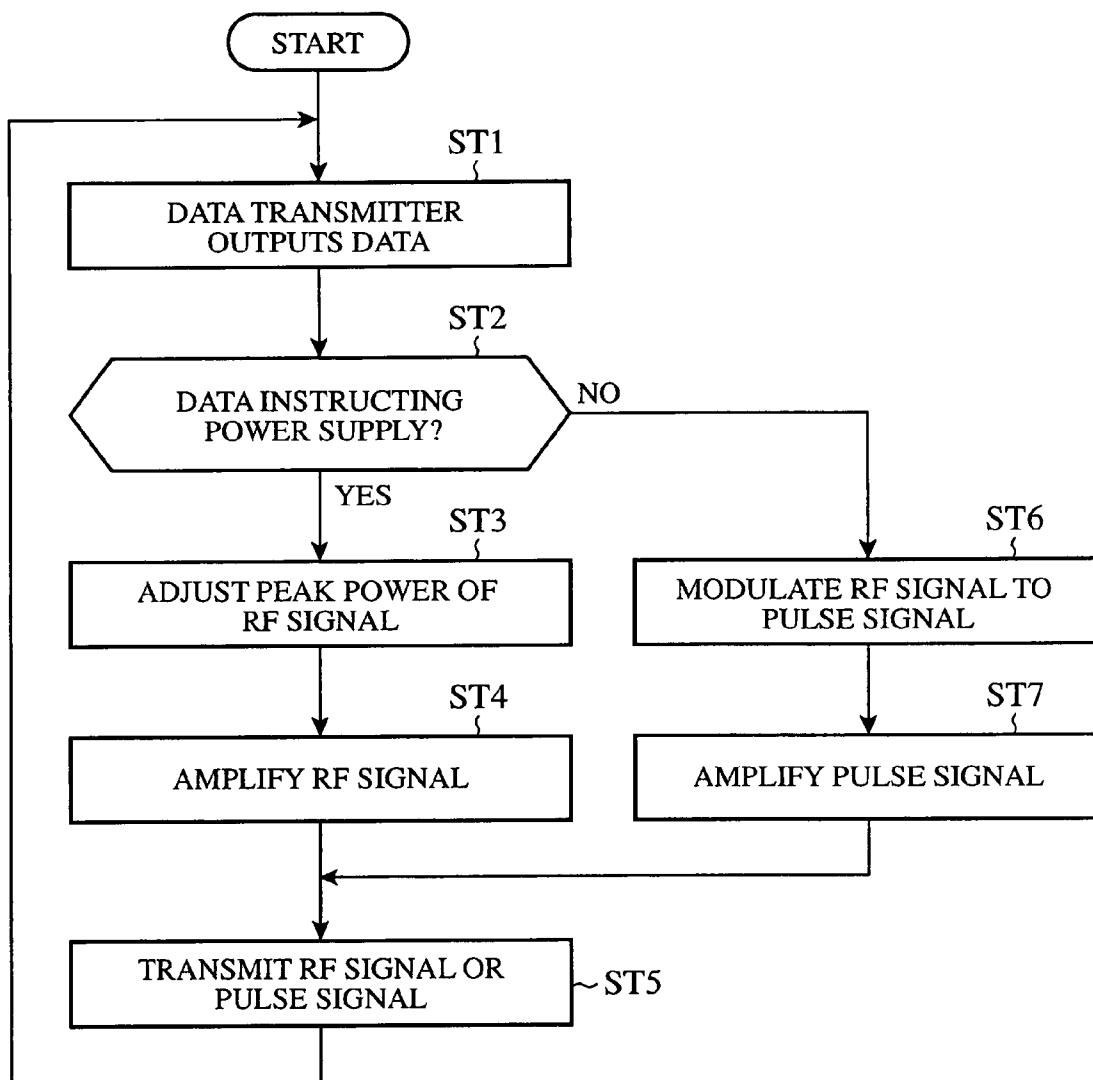 START
ST1
DATA TRANSMITTER
OUTPUTS DATA
ST2
DATA INSTRUCTING
POWER SUPPLY?
NO
YES
ST3
ADJUST PEAK POWER OF
RF SIGNAL
ST6
MODULATE RF SIGNAL TO
PULSE SIGNAL
ST4
AMPLIFY RF SIGNAL
ST7
AMPLIFY PULSE SIGNAL
TRANSMIT RF SIGNAL OR
PULSE SIGNAL
ST5